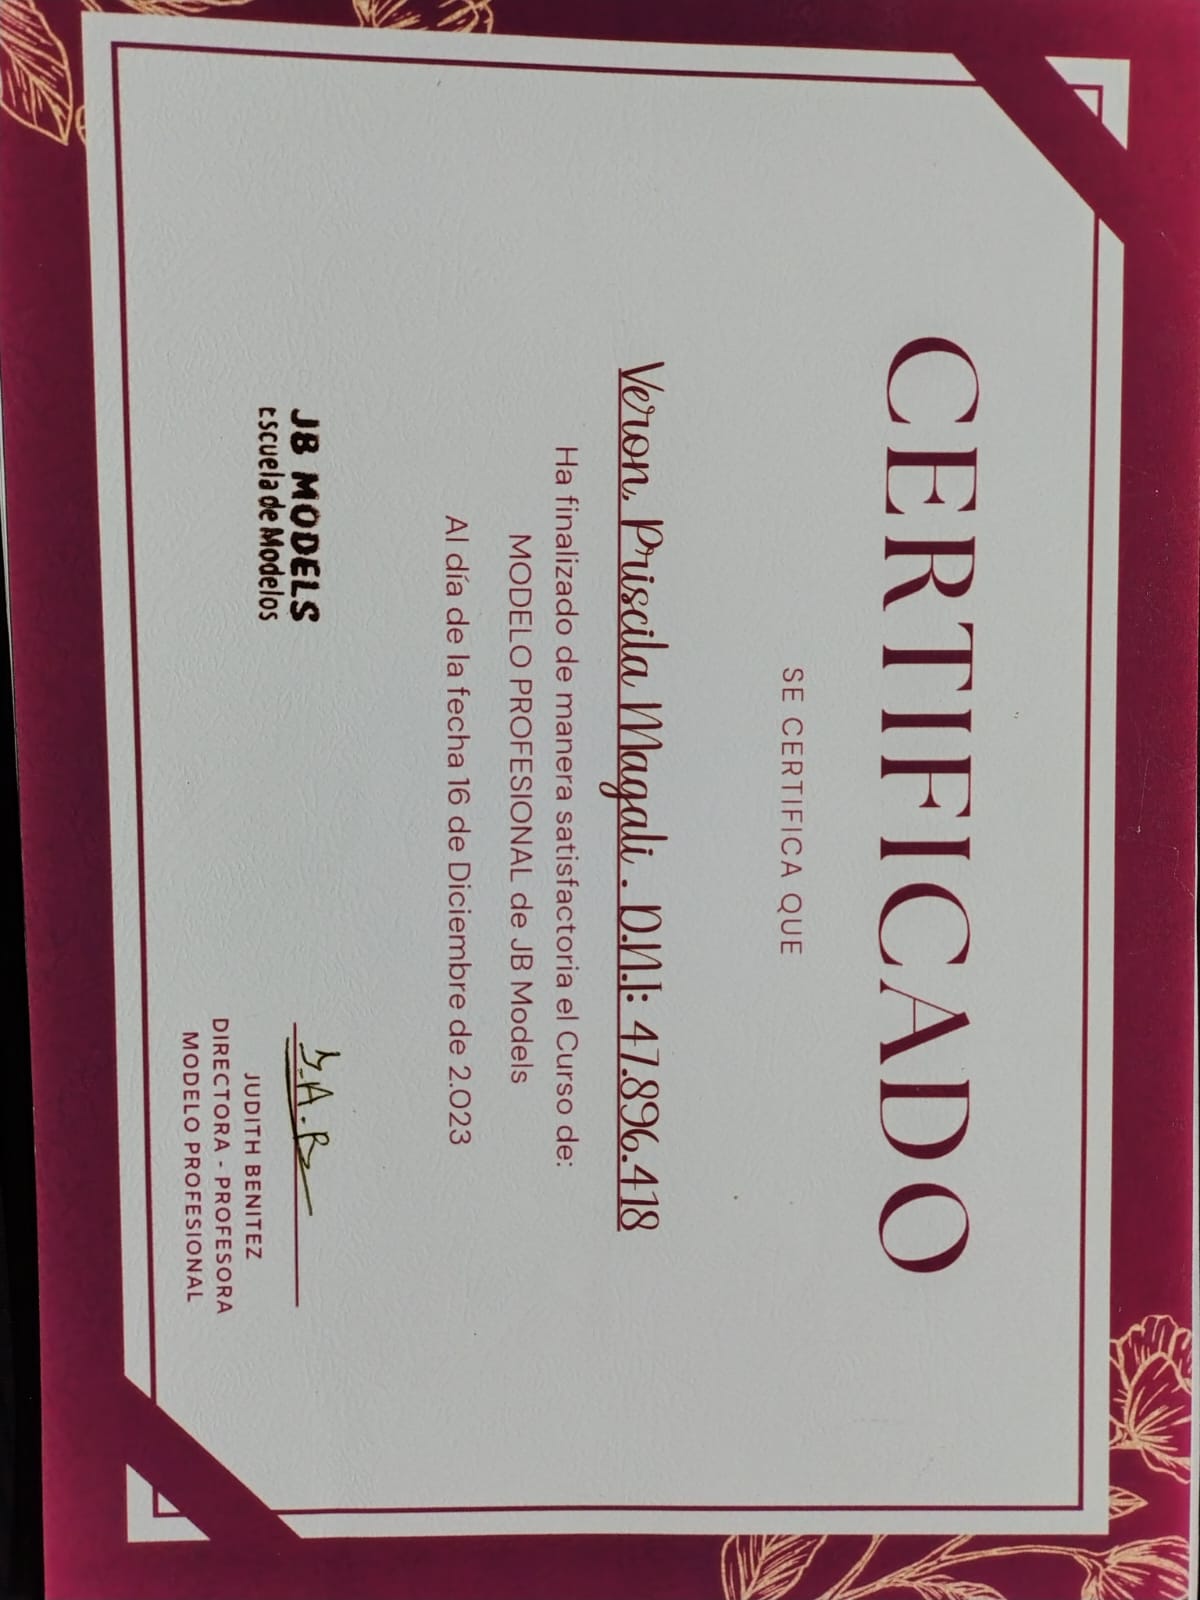 CERTIFICADO
SE CERTIFICA QUE
Veron, Priscila Magali . D.N.I: 47.896.418
Ha finalizado de manera satisfactoria el Curso de:
MODELO PROFESIONAL de JB Models
Al día de la fecha 16 de Diciembre de 2.023
JB MODELS
Escuela de Modelos
J.A.B
JUDITH BENITEZ
DIRECTORA - PROFESORA
MODELO PROFESIONAL